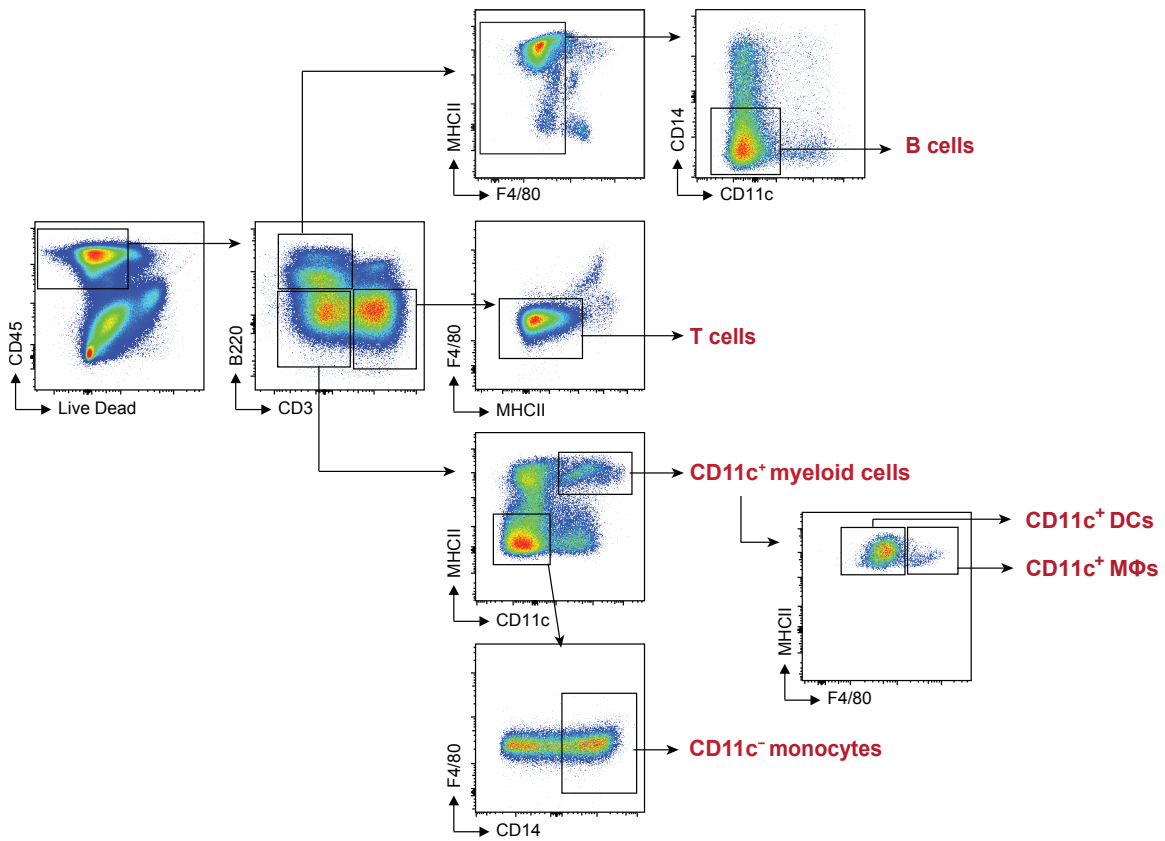 MHCII
F4/80
CD14
CD11c
B cells
CD45
Live Dead
B220
CD3
F4/80
MHCII
T cells
MHCII
CD11c
CD11c⁺ myeloid cells
MHCII
F4/80
CD11c⁺ DCs
CD11c⁺ MΦs
F4/80
CD14
CD11c⁻ monocytes